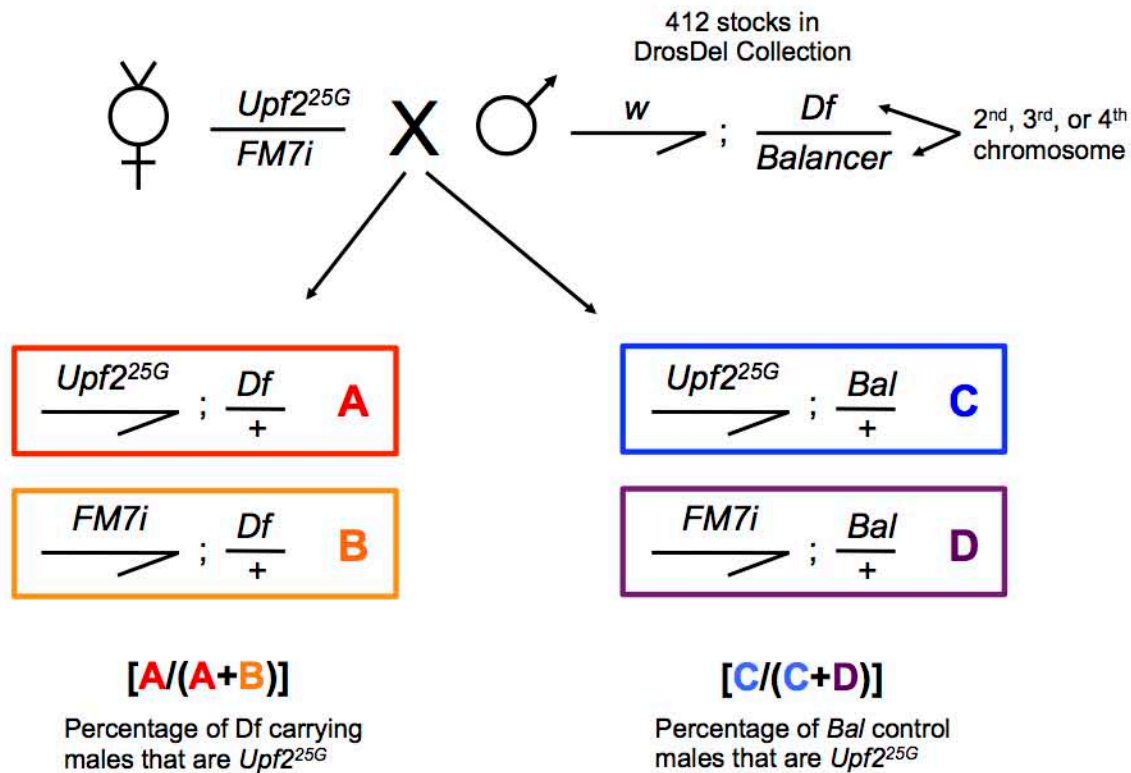 412 stocks in
DrosDel Collection
Upf2^25G
FM7i
X
w
;
Df
Balancer
2nd, 3rd, or 4th
chromosome
Upf2^25G ; Df
+
A
Upf2^25G ; Bal
+
C
FM7i ; Df
+
B
FM7i ; Bal
+
D
[A/(A+B)]
Percentage of Df carrying
males that are Upf2^25G
[C/(C+D)]
Percentage of Bal control
males that are Upf2^25G